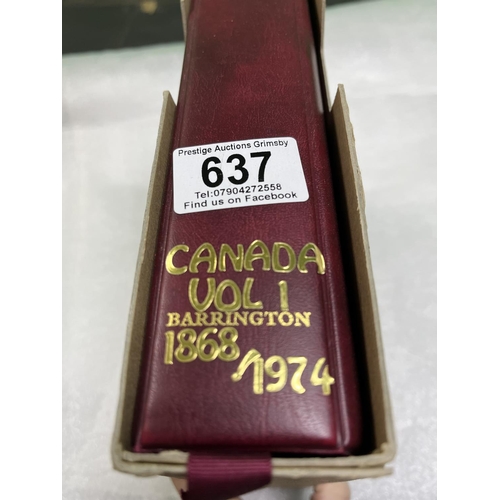 Prestige Auctions Grimsby
637
Tel:07904272558
Find us on Facebook
CANADA
VOL 1
BARRINGTON
1868
/1974